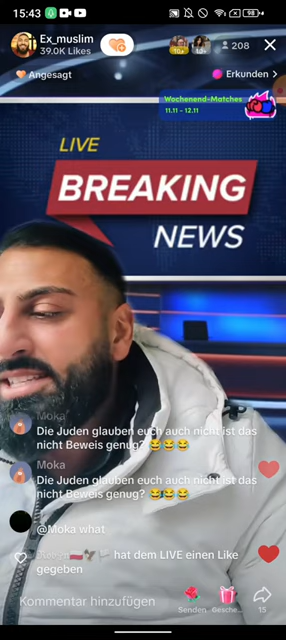 15:43
98
Ex_muslim
39.0K Likes
208
Angesagt
Erkunden >
Wochenend-Matches
11.11 – 12.11
LIVE
BREAKING
NEWS
Moka
Die Juden glauben euch auch nicht ist das
nicht Beweis genug? 😂😂😂
Moka
Die Juden glauben euch auch nicht ist das
nicht Beweis genug? 😂😂😂
@Moka what
hat dem LIVE einen Like
gegeben
Kommentar hinzufügen
Senden
Gesche...
15